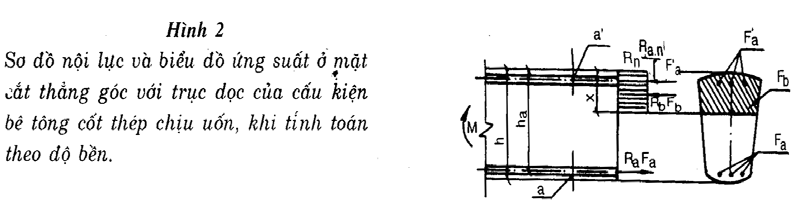 Hình 2
Sơ đồ nội lực và biểu đồ ứng suất ở mặt
cắt thẳng góc với trục dọc của cấu kiện
bê tông cốt thép chịu uốn, khi tính toán
theo độ bền.
a'
Ra.n'
Rn
F'a
F'a
Fb
x
RbFb
M
h
ha
RaFa
Fa
a